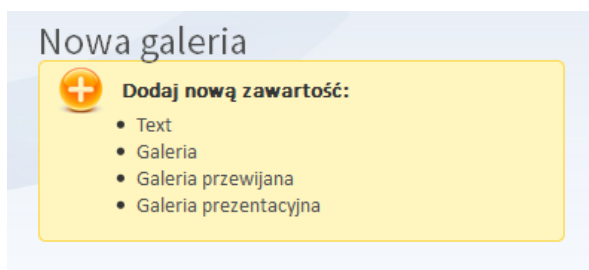 Nowa galeria
Dodaj nową zawartość:
Text
Galeria
Galeria przewijana
Galeria prezentacyjna